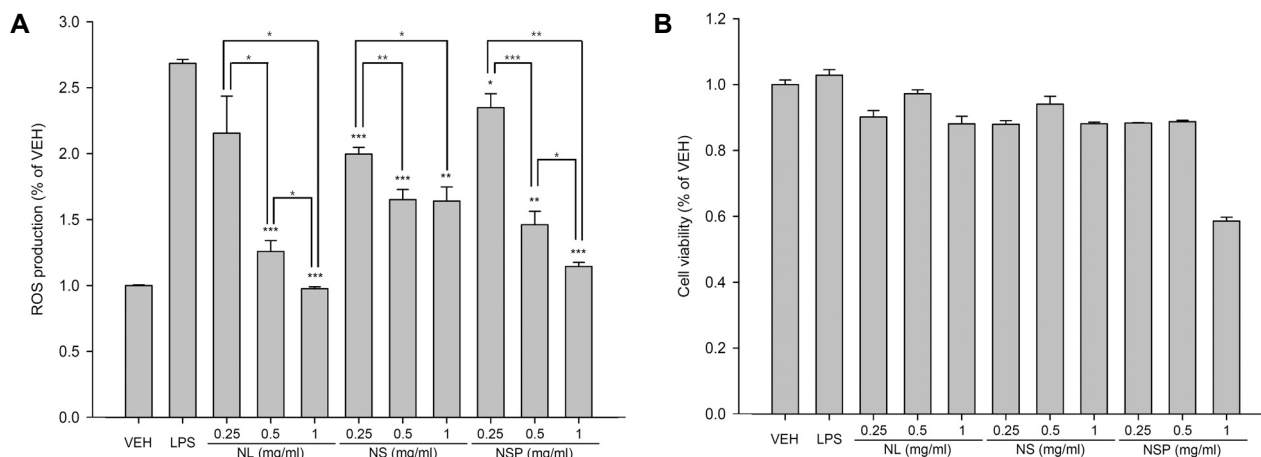 A
ROS production (% of VEH)
3.0
2.5
2.0
1.5
1.0
0.5
0.0
* * **
* ** ***
*
*** *** **
* *
*** **
*** ***
VEH LPS 0.25 0.5 1 0.25 0.5 1 0.25 0.5 1
NL (mg/ml) NS (mg/ml) NSP (mg/ml)
B
Cell viability (% of VEH)
1.2
1.0
0.8
0.6
0.4
0.2
0.0
VEH LPS 0.25 0.5 1 0.25 0.5 1 0.25 0.5 1
NL (mg/ml) NS (mg/ml) NSP (mg/ml)